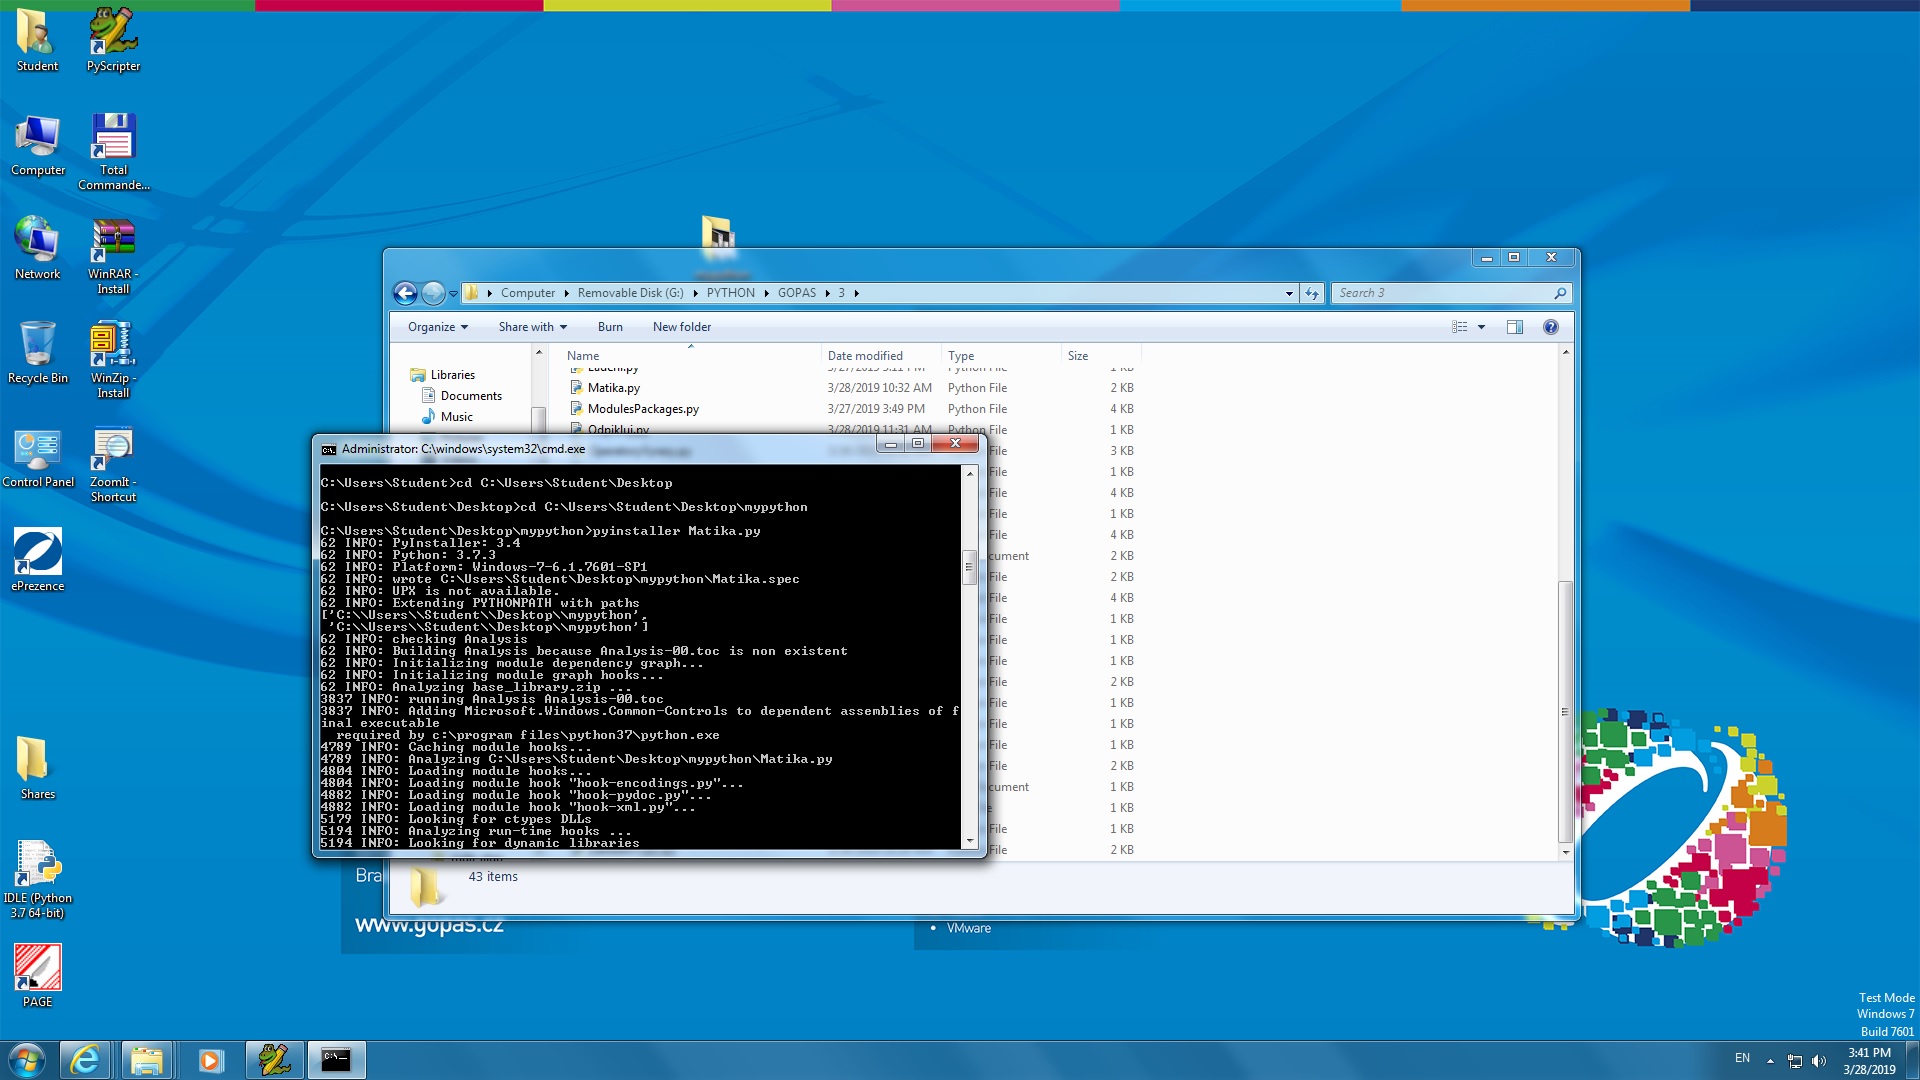 Student
PyScripter
Computer
Total
Commande...
Network
WinRAR -
Install
Recycle Bin
WinZip -
Install
Control Panel
ZoomIt -
Shortcut
ePrezence
Shares
IDLE (Python
3.7 64-bit)
PAGE
Computer Removable Disk (G:) PYTHON GOPAS 3
Search 3
Organize Share with Burn New folder
Name Date modified Type Size
Libraries
Documents
Music
Matika.py 3/28/2019 10:32 AM Python File 2 KB
ModulesPackages.py 3/27/2019 3:49 PM Python File 4 KB
Odnikluj.py 3/28/2019 11:31 AM Python File 1 KB
File 3 KB
File 1 KB
File 4 KB
File 1 KB
File 4 KB
cument 2 KB
File 2 KB
File 4 KB
File 1 KB
File 1 KB
File 1 KB
File 2 KB
File 1 KB
File 1 KB
File 1 KB
File 2 KB
cument 1 KB
1 KB
File 1 KB
File 2 KB
43 items
Administrator: C:\windows\system32\cmd.exe
C:\Users\Student>cd C:\Users\Student\Desktop
C:\Users\Student\Desktop>cd C:\Users\Student\Desktop\mypython
C:\Users\Student\Desktop\mypython>pyinstaller Matika.py
62 INFO: PyInstaller: 3.4
62 INFO: Python: 3.7.3
62 INFO: Platform: Windows-7-6.1.7601-SP1
62 INFO: wrote C:\Users\Student\Desktop\mypython\Matika.spec
62 INFO: UPX is not available.
62 INFO: Extending PYTHONPATH with paths
['C:\\Users\\Student\\Desktop\\mypython',
 'C:\\Users\\Student\\Desktop\\mypython']
62 INFO: checking Analysis
62 INFO: Building Analysis because Analysis-00.toc is non existent
62 INFO: Initializing module dependency graph...
62 INFO: Initializing module graph hooks...
62 INFO: Analyzing base_library.zip ...
3837 INFO: running Analysis Analysis-00.toc
3837 INFO: Adding Microsoft.Windows.Common-Controls to dependent assemblies of f
inal executable
  required by c:\program files\python37\python.exe
4789 INFO: Caching module hooks...
4789 INFO: Analyzing C:\Users\Student\Desktop\mypython\Matika.py
4804 INFO: Loading module hooks...
4804 INFO: Loading module hook "hook-encodings.py"...
4882 INFO: Loading module hook "hook-pydoc.py"...
4882 INFO: Loading module hook "hook-xml.py"...
5179 INFO: Looking for ctypes DLLs
5194 INFO: Analyzing run-time hooks ...
5194 INFO: Looking for dynamic libraries
Bra
www.gopas.cz
• VMware
Test Mode
Windows 7
Build 7601
EN
3:41 PM
3/28/2019